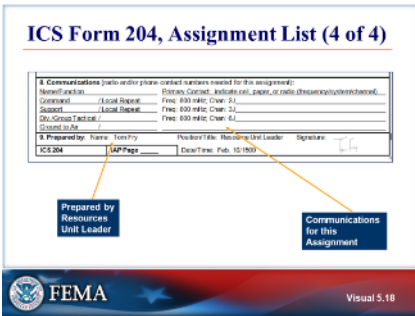 ICS Form 204, Assignment List (4 of 4)
8. Communications (radio and/or phone contact numbers needed for this assignment):
Name/Function Primary Contact: indicate cell, pager, or radio (frequency/system/channel)
Command /Local Repeat Freq: 800 mHz; Chan:
Support /Local Repeat Freq: 800 mHz; Chan:
Div./Group Tactical / Freq: 800 mHz; Chan:
Ground to Air /
9. Prepared by: Name: Tom Fry Position/Title: Resource Unit Leader Signature:
ICS 204 IAP Page Date/Time: Feb. 10/1500
Prepared by
Resources
Unit Leader
Communications
for this
Assignment
FEMA
Visual 5.18